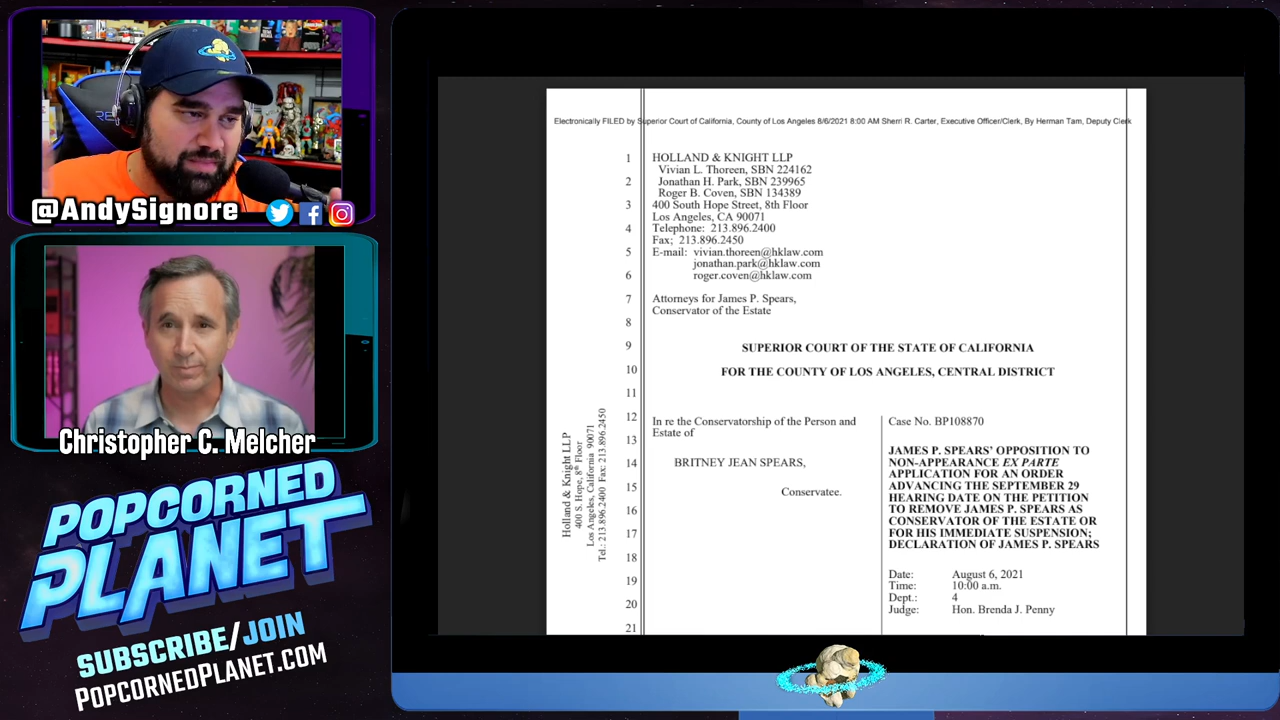 @AndySignore
Christopher C. Melcher
POPCORNED
PLANET
SUBSCRIBE/JOIN
POPCORNEDPLANET.COM
Electronically FILED by Superior Court of California, County of Los Angeles 8/6/2021 8:00 AM Sherri R. Carter, Executive Officer/Clerk, By Herman Tam, Deputy Clerk
1 HOLLAND & KNIGHT LLP
Vivian L. Thoreen, SBN 224162
2 Jonathan H. Park, SBN 239965
Roger B. Coven, SBN 134389
3 400 South Hope Street, 8th Floor
Los Angeles, CA 90071
4 Telephone: 213.896.2400
Fax; 213.896.2450
5 E-mail: vivian.thoreen@hklaw.com
jonathan.park@hklaw.com
6 roger.coven@hklaw.com
7 Attorneys for James P. Spears,
Conservator of the Estate
8
9 SUPERIOR COURT OF THE STATE OF CALIFORNIA
10 FOR THE COUNTY OF LOS ANGELES, CENTRAL DISTRICT
11
12 In re the Conservatorship of the Person and
Estate of
13
14 BRITNEY JEAN SPEARS,
15 Conservatee.
16
17
18
19
20
21
Case No. BP108870
JAMES P. SPEARS' OPPOSITION TO
NON-APPEARANCE EX PARTE
APPLICATION FOR AN ORDER
ADVANCING THE SEPTEMBER 29
HEARING DATE ON THE PETITION
TO REMOVE JAMES P. SPEARS AS
CONSERVATOR OF THE ESTATE OR
FOR HIS IMMEDIATE SUSPENSION;
DECLARATION OF JAMES P. SPEARS
Date: August 6, 2021
Time: 10:00 a.m.
Dept.: 4
Judge: Hon. Brenda J. Penny
Holland & Knight LLP
400 S. Hope, 8th Floor
Los Angeles, California 90071
Tel.: 213.896.2400 Fax: 213.896.2450